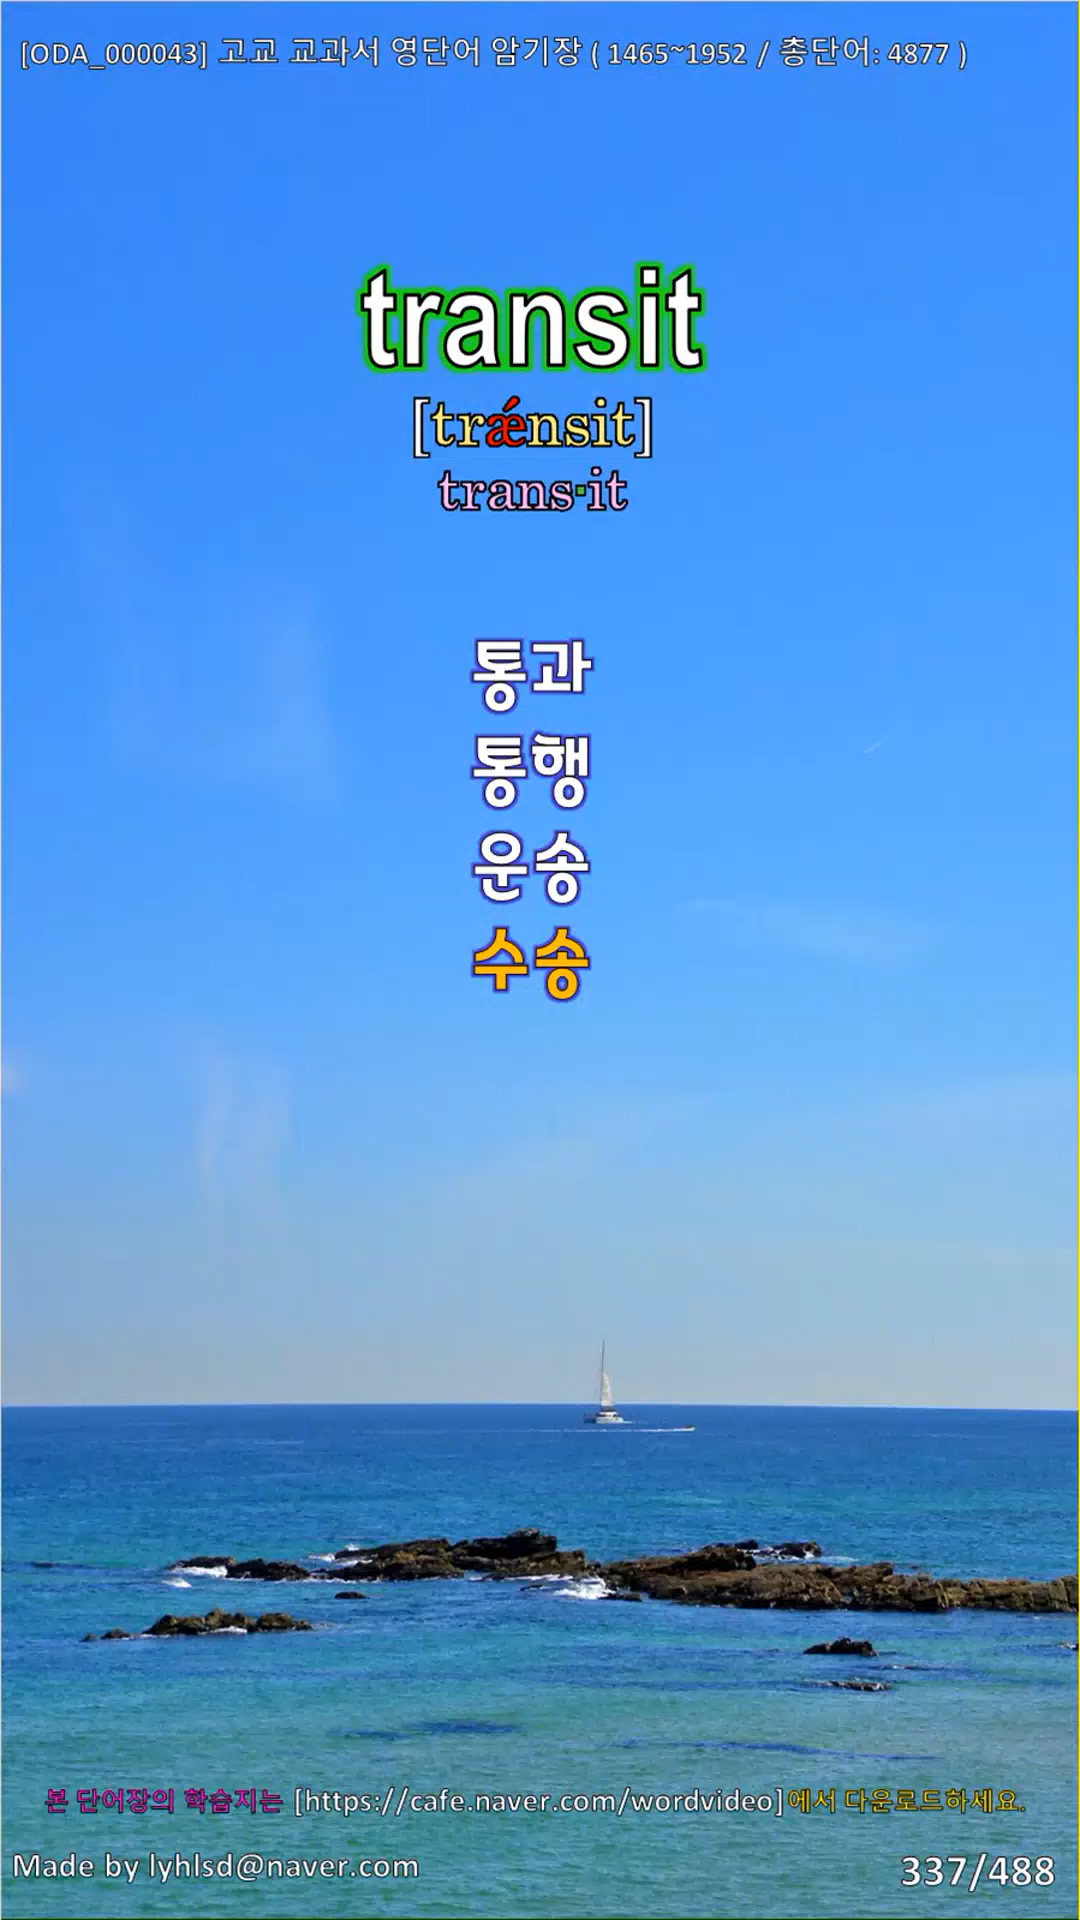 [ODA_000043] 고교 교과서 영단어 암기장 ( 1465~1952 / 총단어: 4877 )
transit
[trǽnsit]
trans·it
통과
통행
운송
수송
본 단어장의 학습지는 [https://cafe.naver.com/wordvideo]에서 다운로드하세요.
Made by lyhlsd@naver.com
337/488